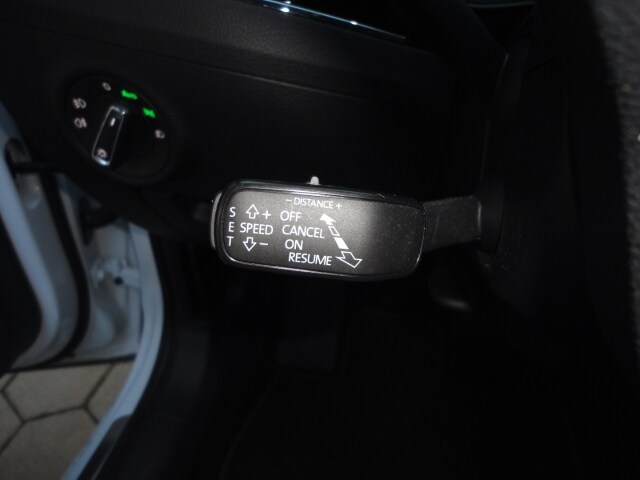 − DISTANCE +
S + OFF
E SPEED CANCEL
T − ON
RESUME